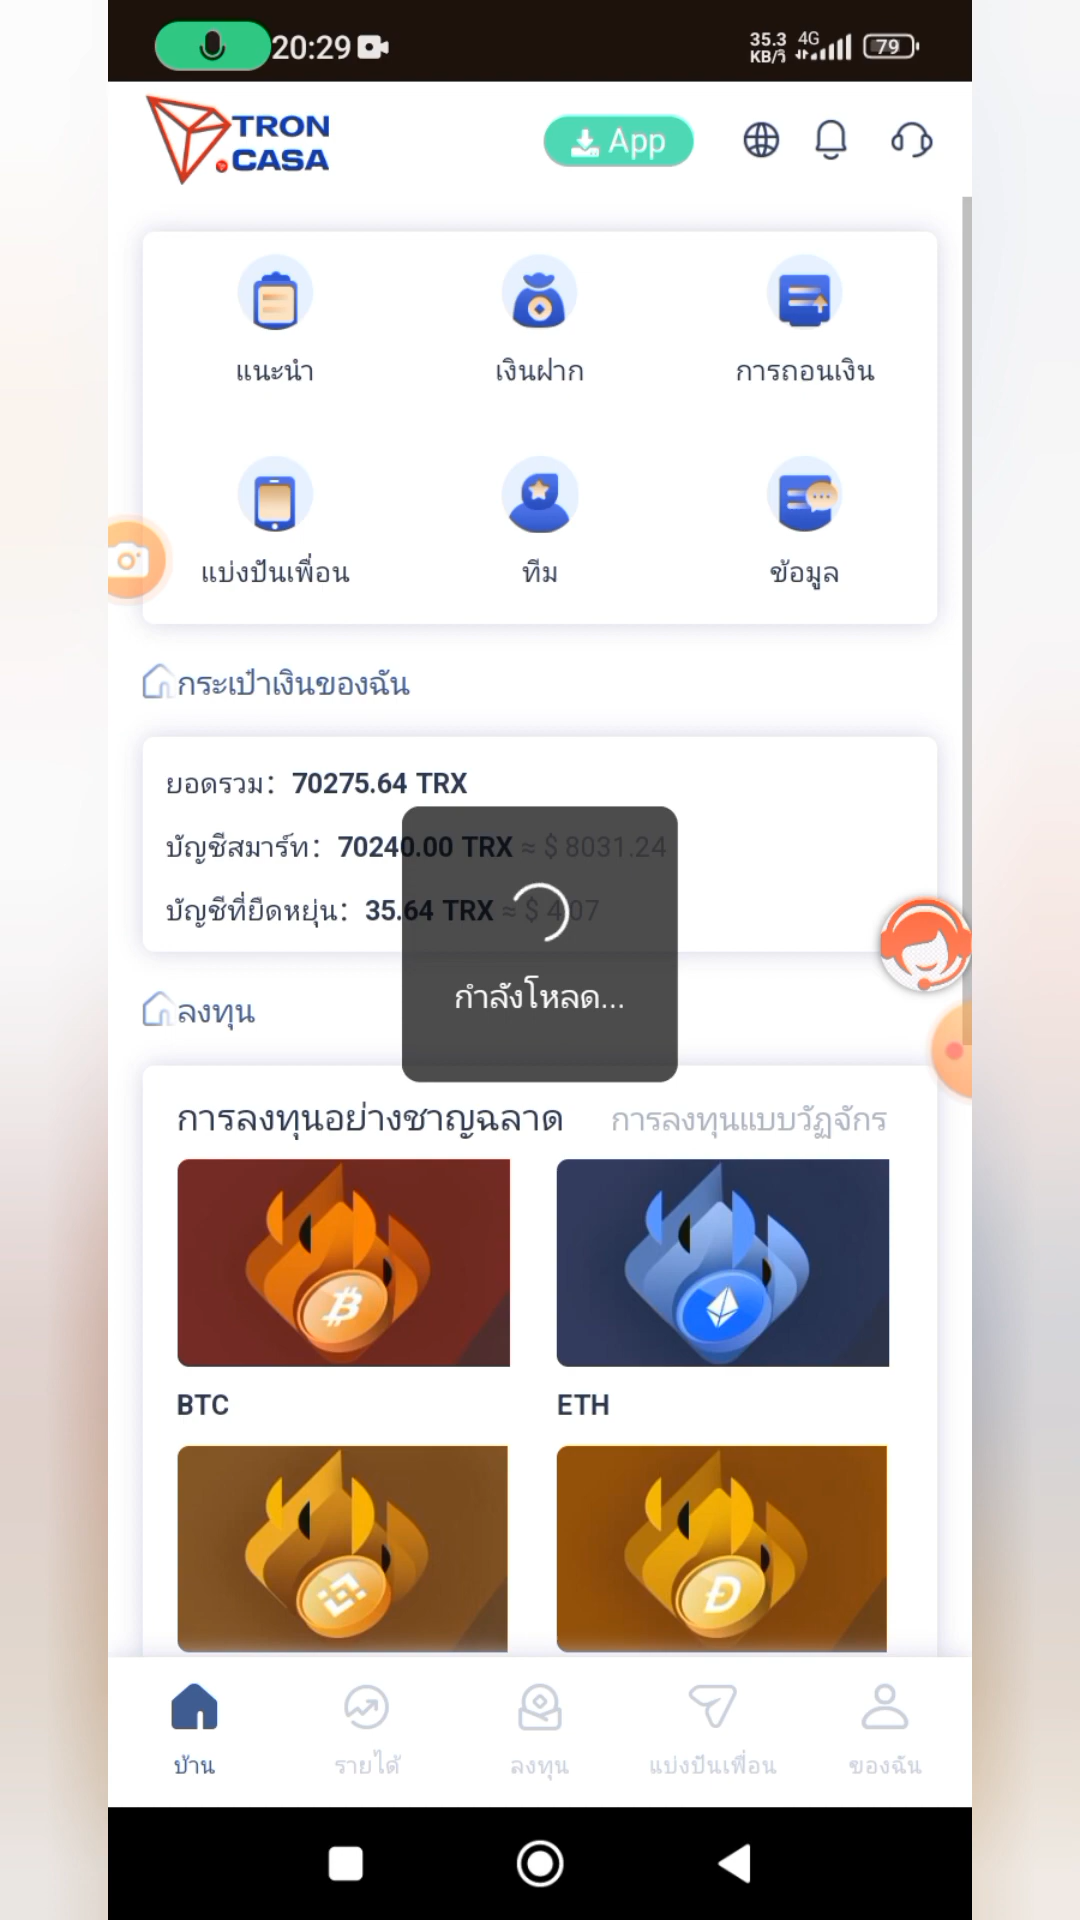 20:29
35.3 KB/วิ 4G 79
TRON
.CASA
App
แนะนำ
เงินฝาก
การถอนเงิน
แบ่งปันเพื่อน
ทีม
ข้อมูล
กระเป๋าเงินของฉัน
ยอดรวม: 70275.64 TRX
บัญชีสมาร์ท: 70240.00 TRX ≈ $ 8031.24
บัญชีที่ยืดหยุ่น: 35.64 TRX ≈ $ 4.07
กำลังโหลด...
ลงทุน
การลงทุนอย่างชาญฉลาด
การลงทุนแบบวัฏจักร
BTC
ETH
บ้าน
รายได้
ลงทุน
แบ่งปันเพื่อน
ของฉัน